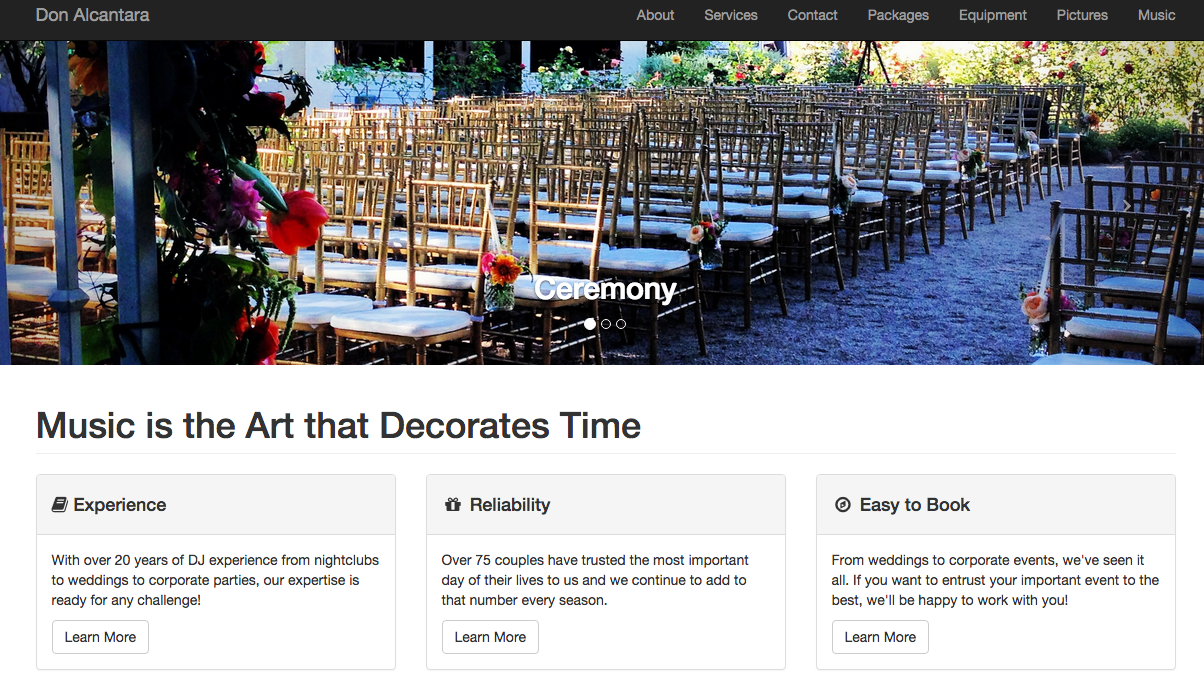 Don Alcantara
About Services Contact Packages Equipment Pictures Music
Ceremony
Music is the Art that Decorates Time
Experience
With over 20 years of DJ experience from nightclubs
to weddings to corporate parties, our expertise is
ready for any challenge!
Learn More
Reliability
Over 75 couples have trusted the most important
day of their lives to us and we continue to add to
that number every season.
Learn More
Easy to Book
From weddings to corporate events, we've seen it
all. If you want to entrust your important event to the
best, we'll be happy to work with you!
Learn More